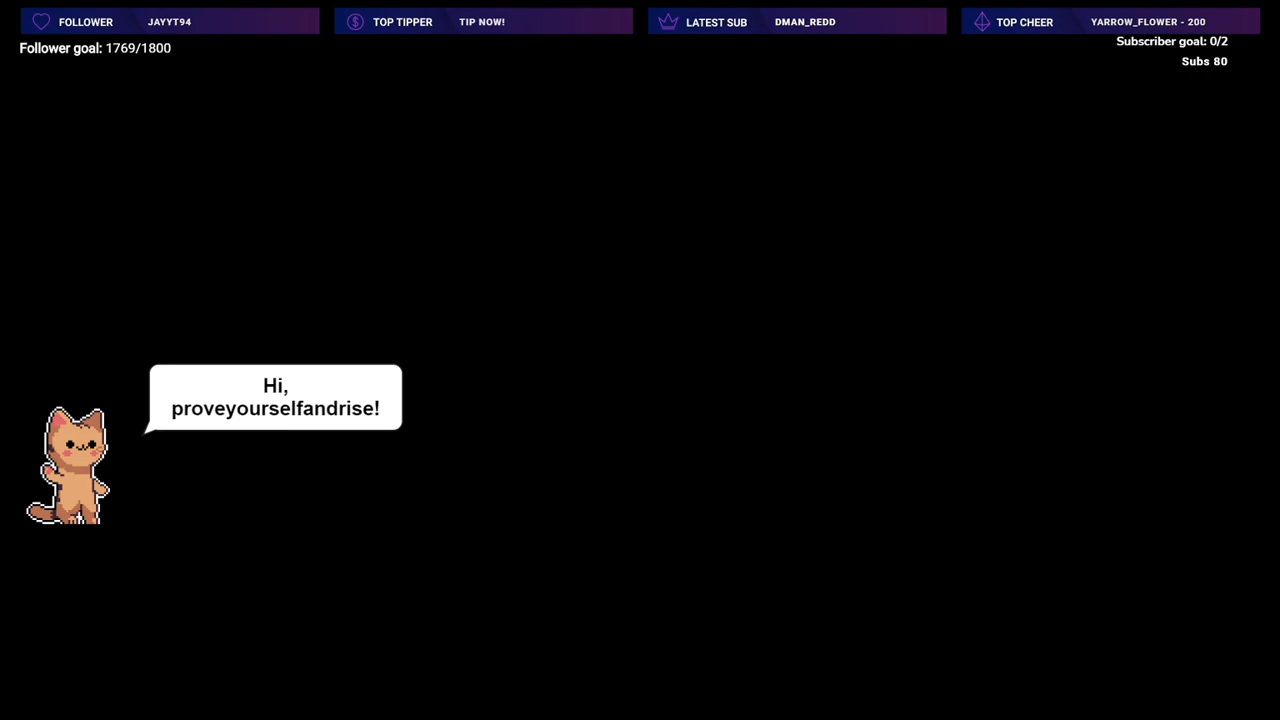 FOLLOWER JAYYT94
TOP TIPPER TIP NOW!
LATEST SUB DMAN_REDD
TOP CHEER YARROW_FLOWER - 200
Follower goal: 1769/1800
Subscriber goal: 0/2
Subs 80
Hi,
proveyourselfandrise!